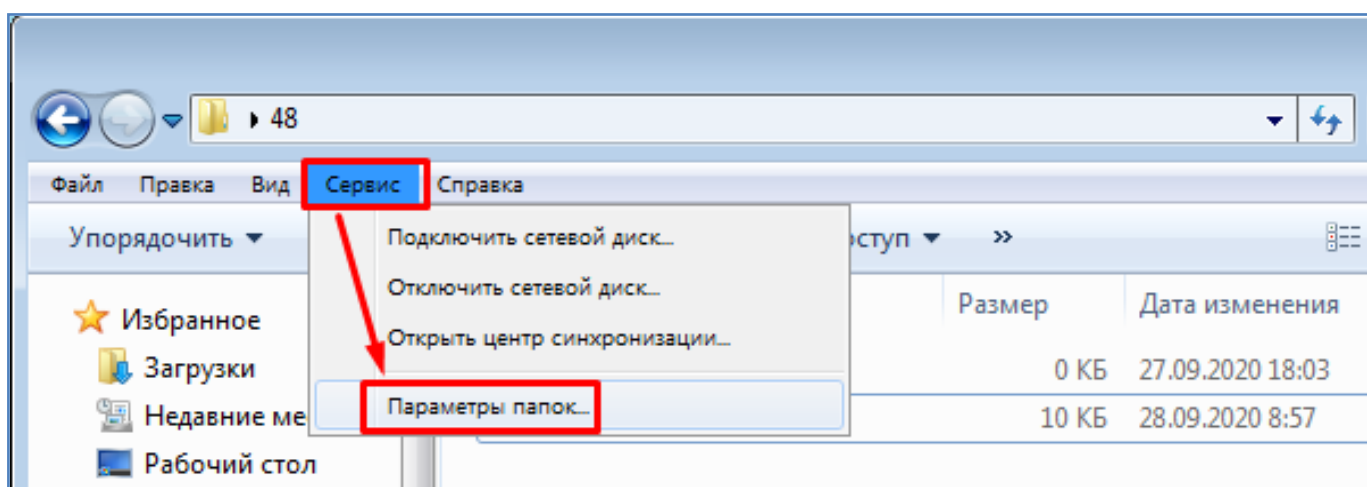 48
Файл Правка Вид Сервис Справка
Упорядочить
Подключить сетевой диск...
Отключить сетевой диск...
Открыть центр синхронизации...
Параметры папок...
Размер Дата изменения
0 КБ 27.09.2020 18:03
10 КБ 28.09.2020 8:57
Избранное
Загрузки
Недавние
Рабочий стол